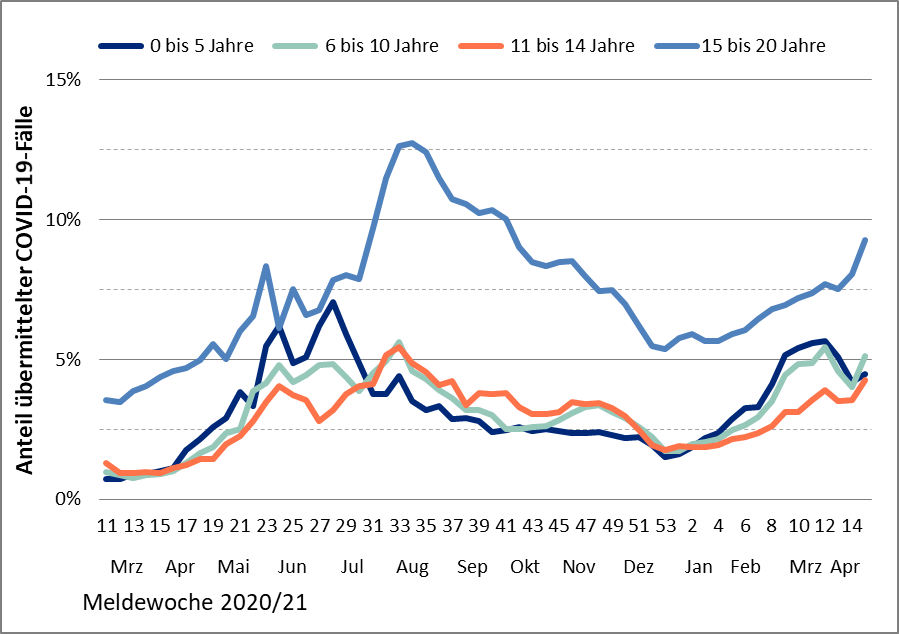 0 bis 5 Jahre 6 bis 10 Jahre 11 bis 14 Jahre 15 bis 20 Jahre
Anteil übermittelter COVID-19-Fälle
15%
10%
5%
0%
11 13 15 17 19 21 23 25 27 29 31 33 35 37 39 41 43 45 47 49 51 53 2 4 6 8 10 12 14
Mrz Apr Mai Jun Jul Aug Sep Okt Nov Dez Jan Feb Mrz Apr
Meldewoche 2020/21